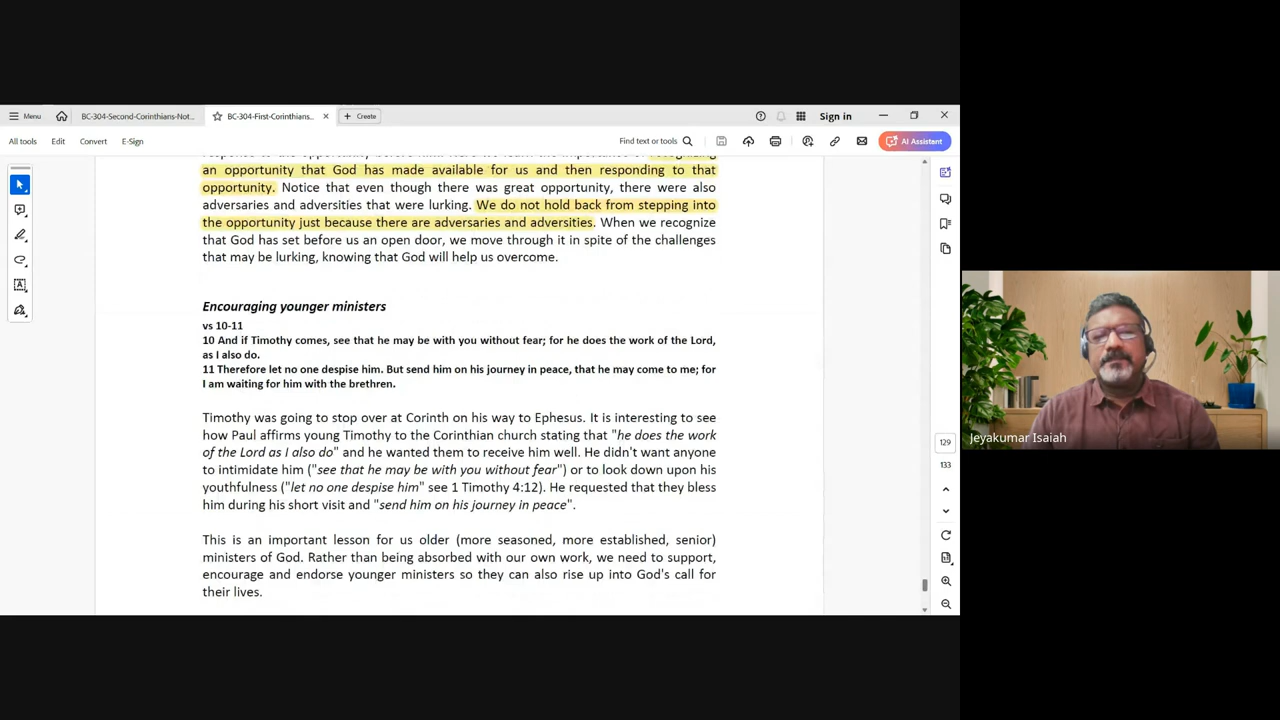 Menu
BC-304-Second-Corinthians-Not...
BC-304-First-Corinthians...
Create
Sign in
All tools
Edit
Convert
E-Sign
Find text or tools
AI Assistant
an opportunity that God has made available for us and then responding to that
opportunity. Notice that even though there was great opportunity, there were also
adversaries and adversities that were lurking. We do not hold back from stepping into
the opportunity just because there are adversaries and adversities. When we recognize
that God has set before us an open door, we move through it in spite of the challenges
that may be lurking, knowing that God will help us overcome.
Encouraging younger ministers
vs 10-11
10 And if Timothy comes, see that he may be with you without fear; for he does the work of the Lord,
as I also do.
11 Therefore let no one despise him. But send him on his journey in peace, that he may come to me; for
I am waiting for him with the brethren.
Timothy was going to stop over at Corinth on his way to Ephesus. It is interesting to see
how Paul affirms young Timothy to the Corinthian church stating that "he does the work
of the Lord as I also do" and he wanted them to receive him well. He didn't want anyone
to intimidate him ("see that he may be with you without fear") or to look down upon his
youthfulness ("let no one despise him" see 1 Timothy 4:12). He requested that they bless
him during his short visit and "send him on his journey in peace".
This is an important lesson for us older (more seasoned, more established, senior)
ministers of God. Rather than being absorbed with our own work, we need to support,
encourage and endorse younger ministers so they can also rise up into God's call for
their lives.
129
133
Jeyakumar Isaiah